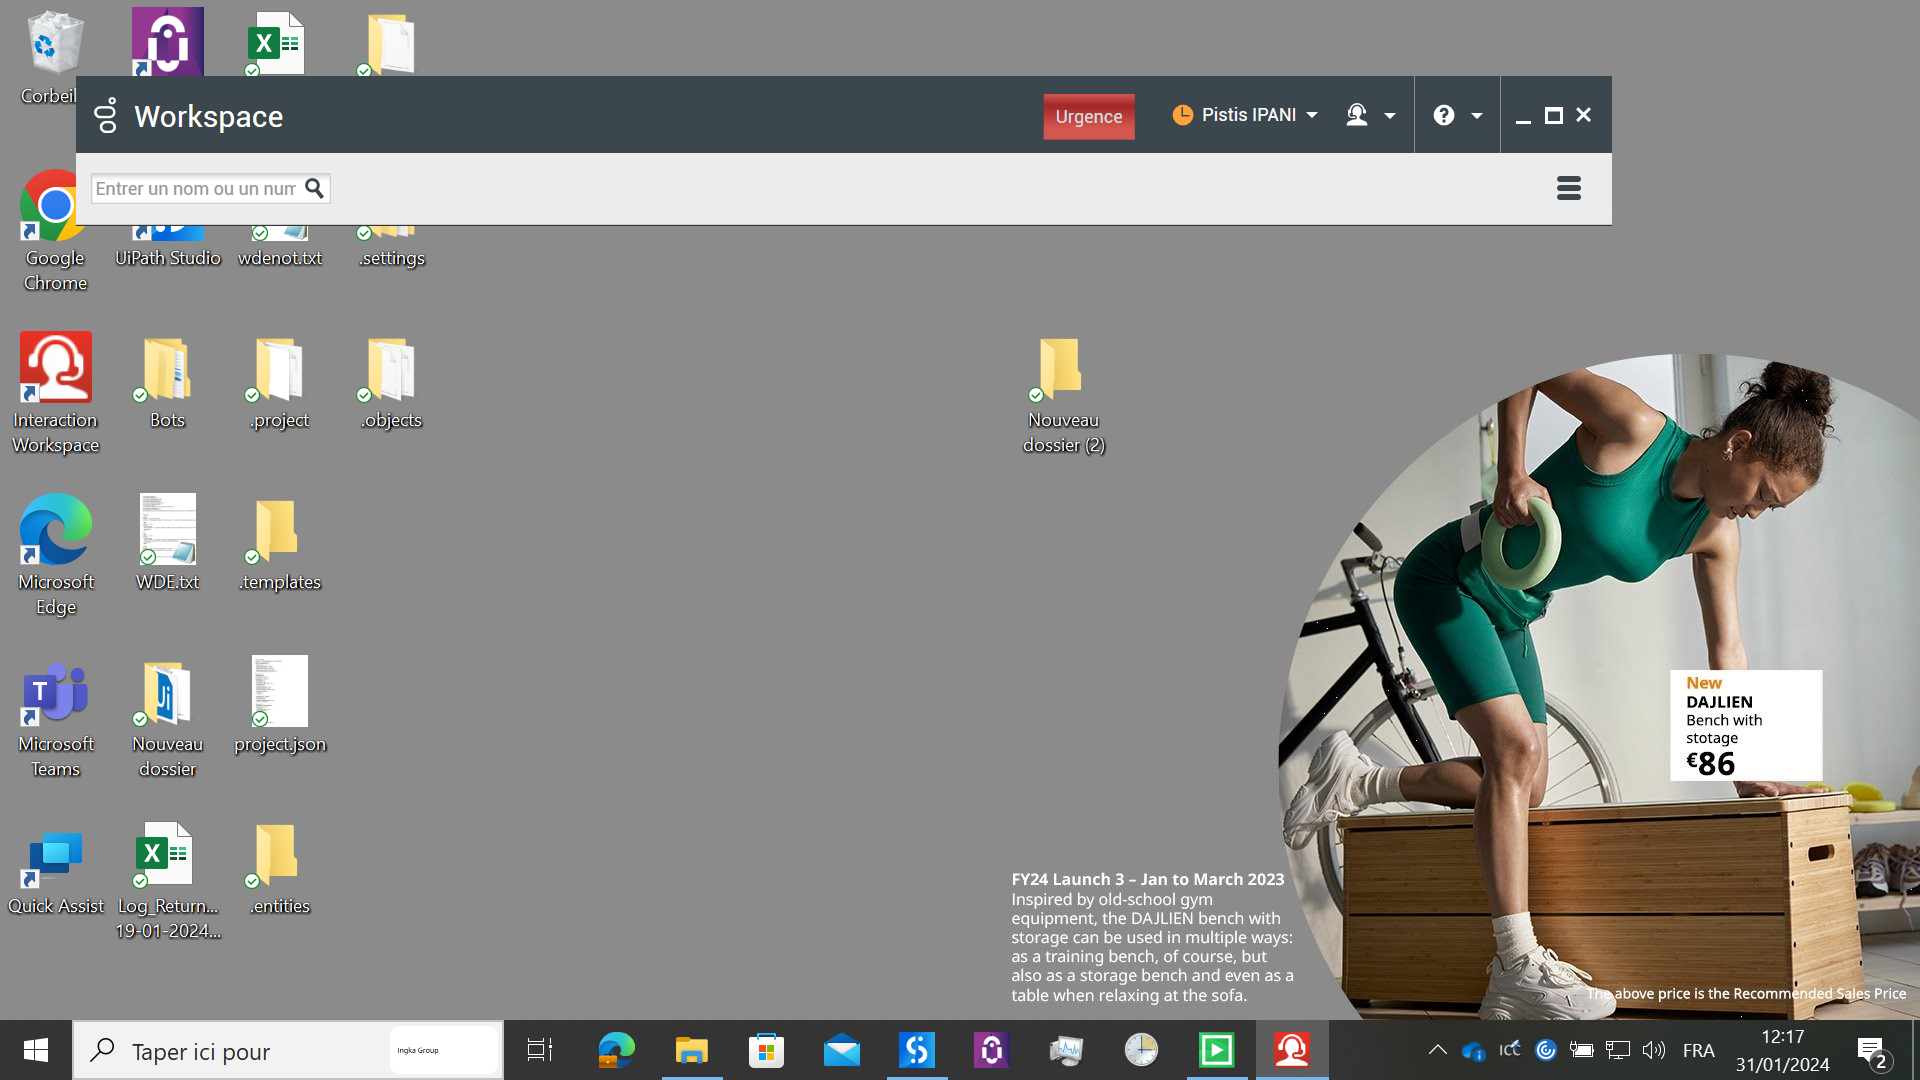 Corbeil
Workspace
Urgence
Pistis IPANI
Entrer un nom ou un num
Google
Chrome
UiPath Studio
wdenot.txt
.settings
Interaction
Workspace
Bots
.project
.objects
Nouveau
dossier (2)
Microsoft
Edge
WDE.txt
.templates
Microsoft
Teams
Nouveau
dossier
project.json
Quick Assist
Log_Return...
19-01-2024...
.entities
New
DAJLIEN
Bench with
stotage
€86
FY24 Launch 3 – Jan to March 2023
Inspired by old-school gym
equipment, the DAJLIEN bench with
storage can be used in multiple ways:
as a training bench, of course, but
also as a storage bench and even as a
table when relaxing at the sofa.
The above price is the Recommended Sales Price
Taper ici pour
Ingka Group
ICC
FRA
12:17
31/01/2024
2